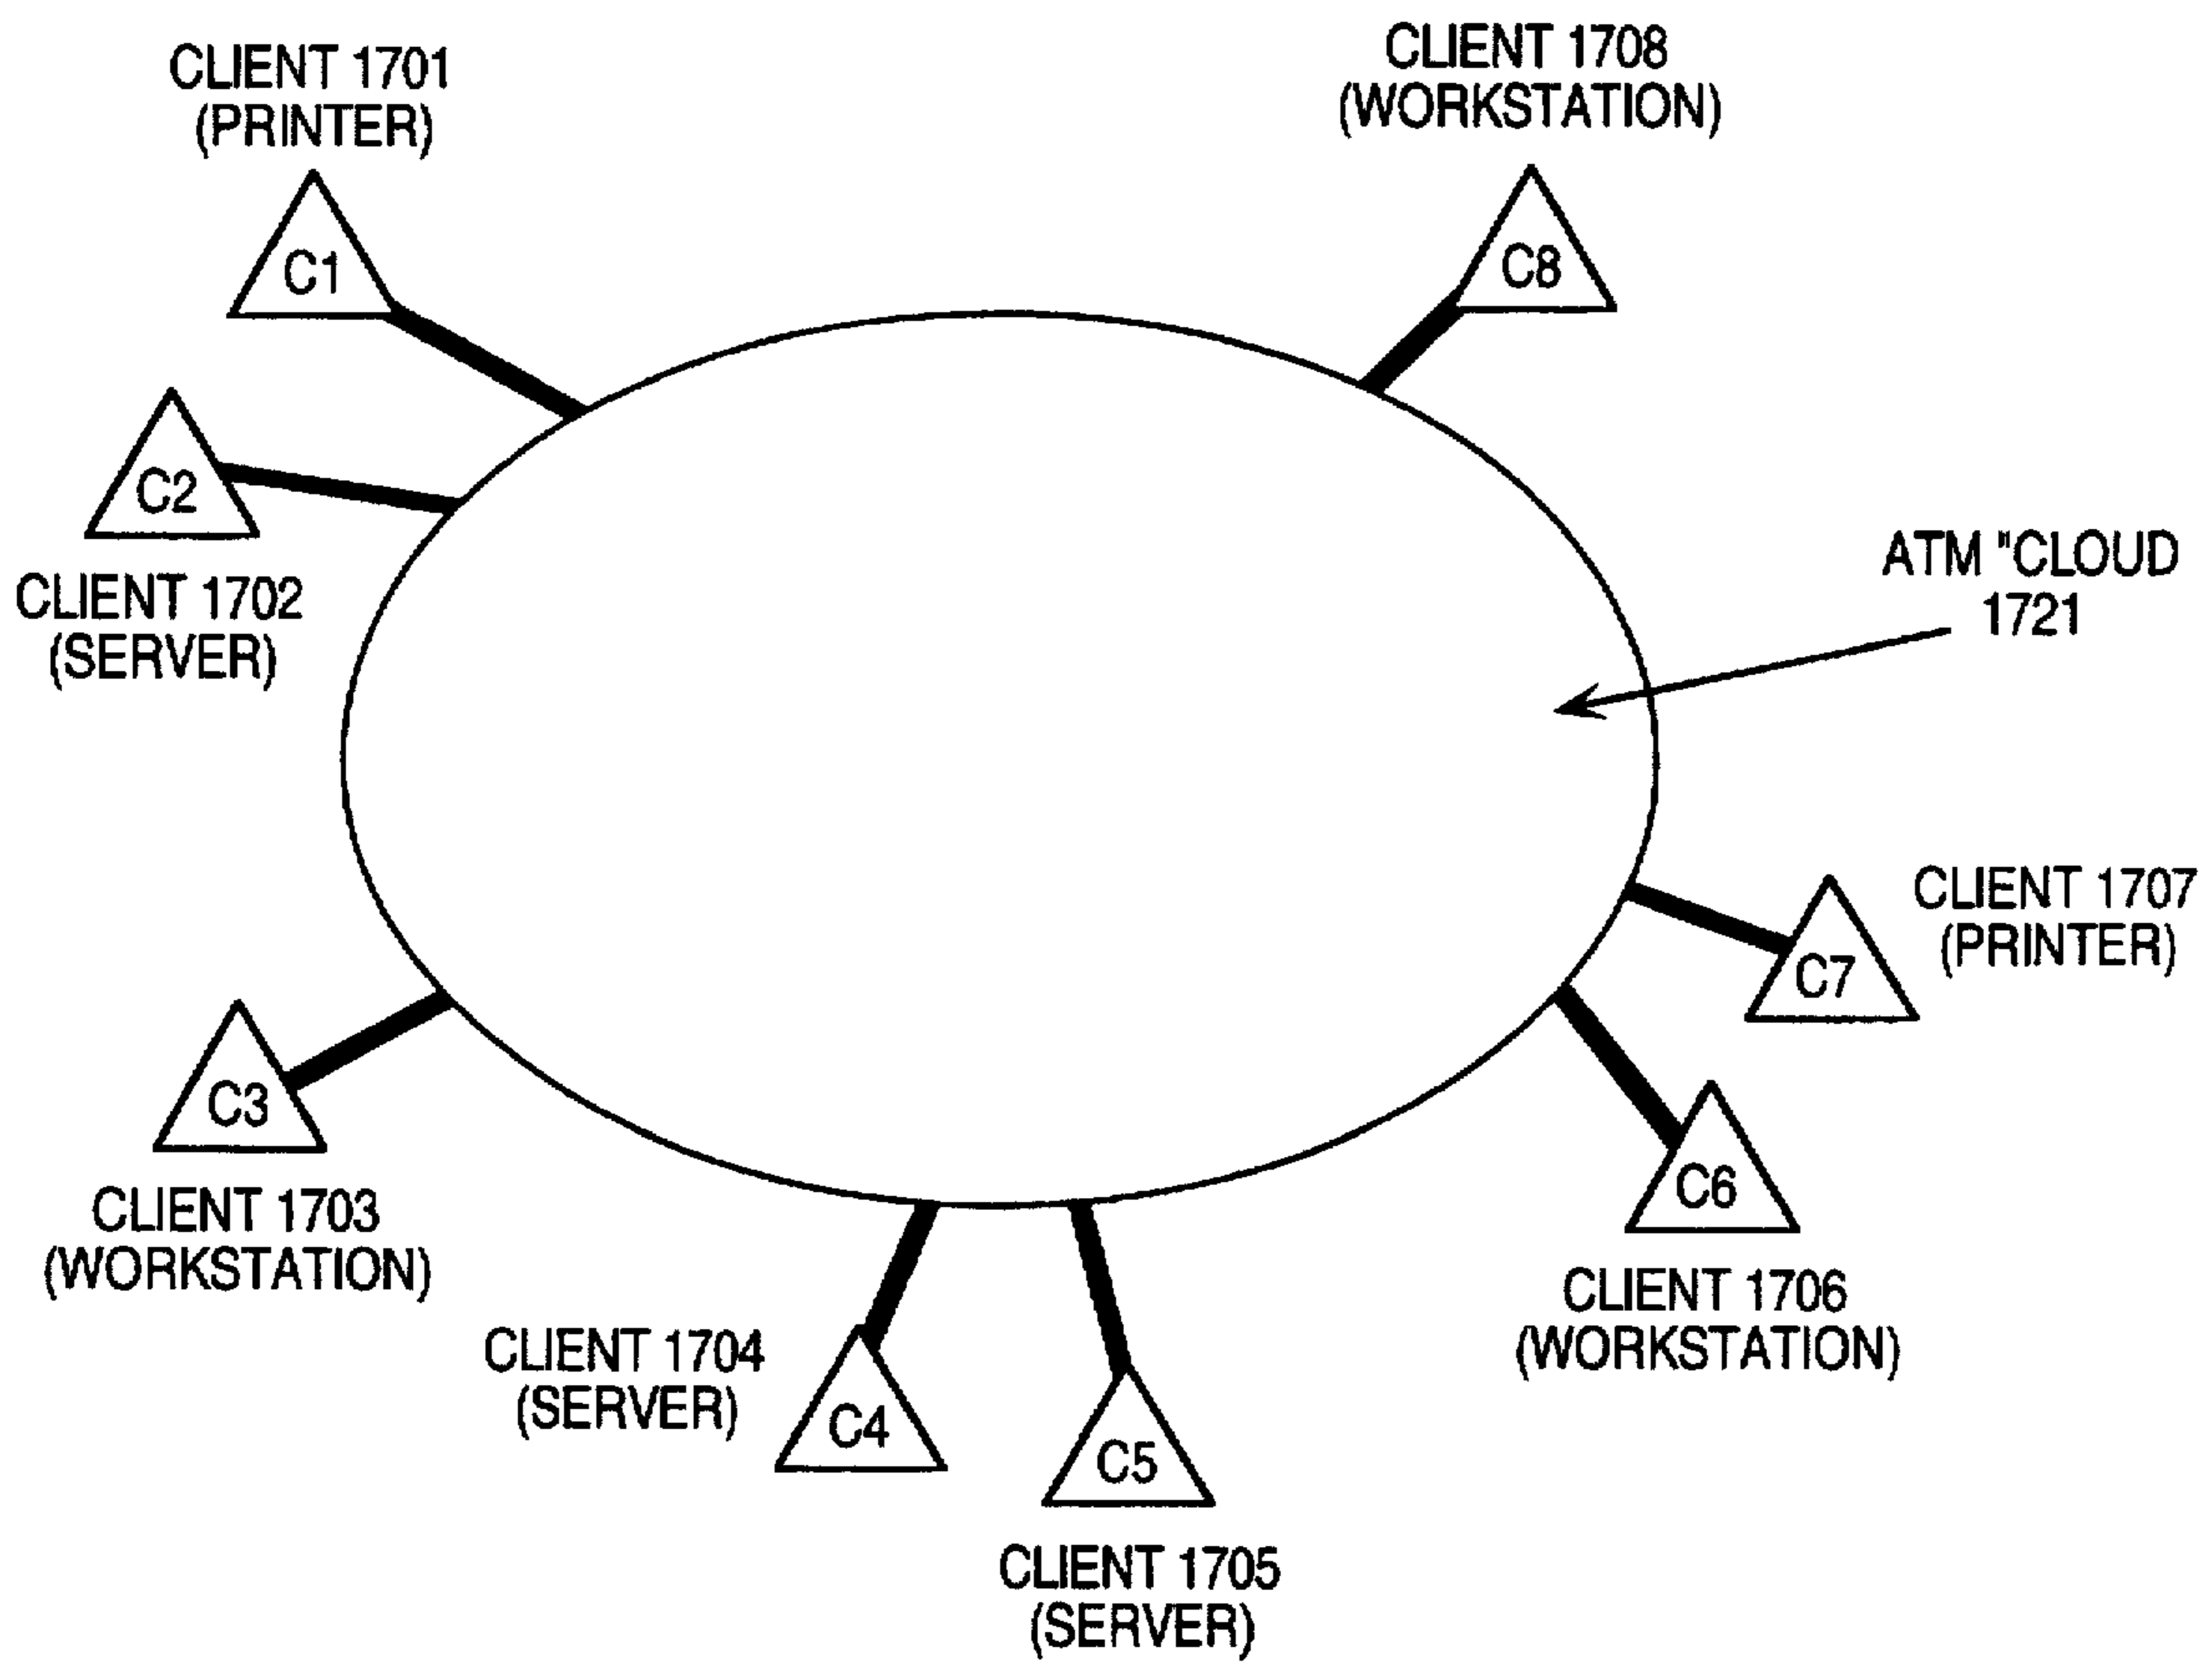 CLIENT 1701
(PRINTER)
C1
CLIENT 1708
(WORKSTATION)
C8
C2
CLIENT 1702
(SERVER)
ATM "CLOUD
1721
CLIENT 1707
(PRINTER)
C7
C3
CLIENT 1703
(WORKSTATION)
C6
CLIENT 1706
(WORKSTATION)
CLIENT 1704
(SERVER)
C4
C5
CLIENT 1705
(SERVER)